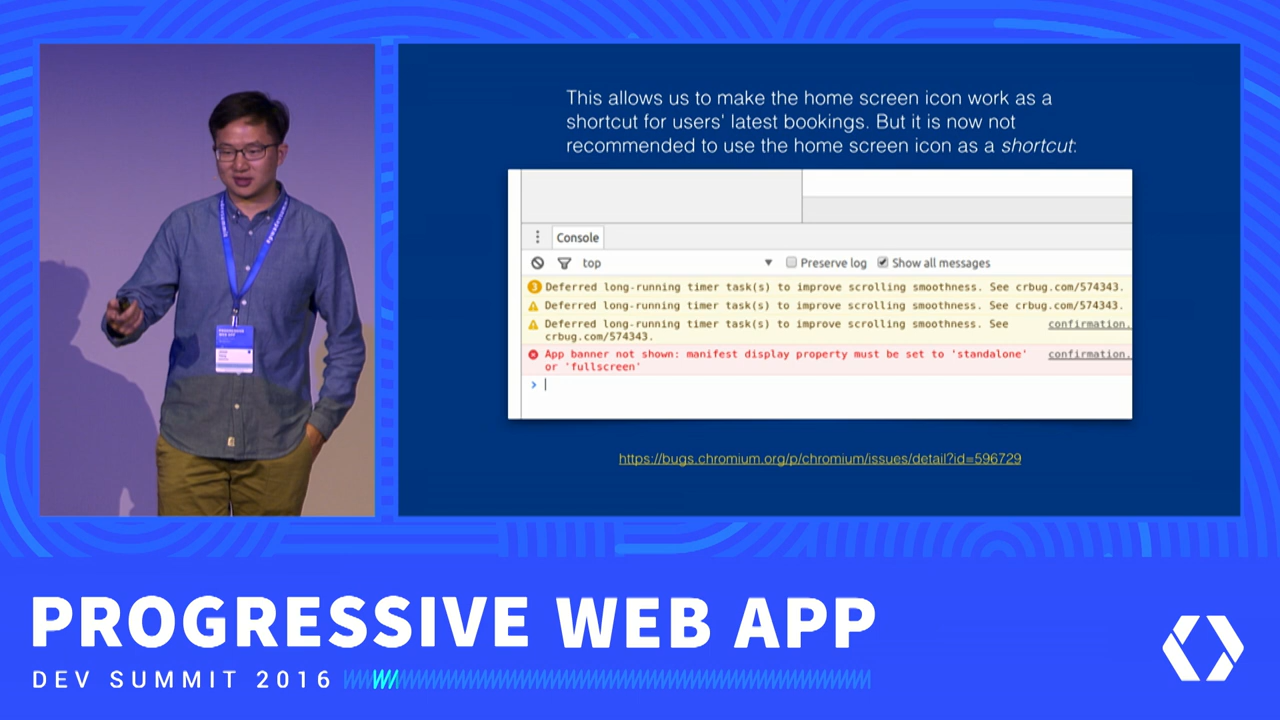 This allows us to make the home screen icon work as a
shortcut for users' latest bookings. But it is now not
recommended to use the home screen icon as a shortcut:
Console
top
Preserve log
Show all messages
3 Deferred long-running timer task(s) to improve scrolling smoothness. See crbug.com/574343.
Deferred long-running timer task(s) to improve scrolling smoothness. See crbug.com/574343.
Deferred long-running timer task(s) to improve scrolling smoothness. See confirmation.
crbug.com/574343.
App banner not shown: manifest display property must be set to 'standalone' confirmation.
or 'fullscreen'
https://bugs.chromium.org/p/chromium/issues/detail?id=596729
PROGRESSIVE
WEB APP
PROGRESSIVE WEB APP
DEV SUMMIT 2016